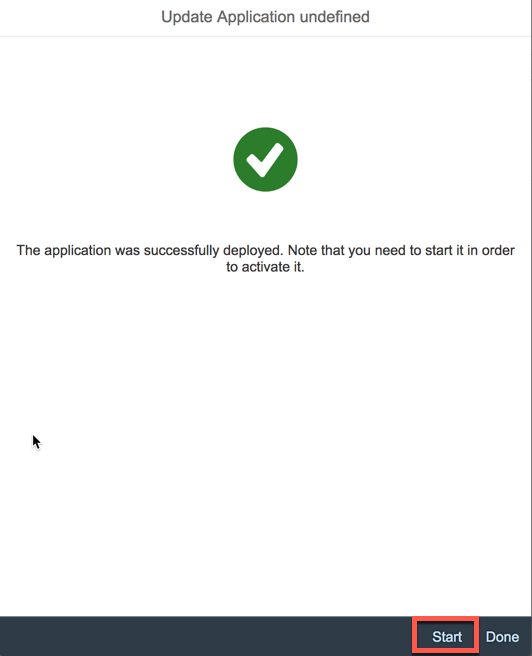 Update Application undefined
The application was successfully deployed. Note that you need to start it in order
to activate it.
Start Done